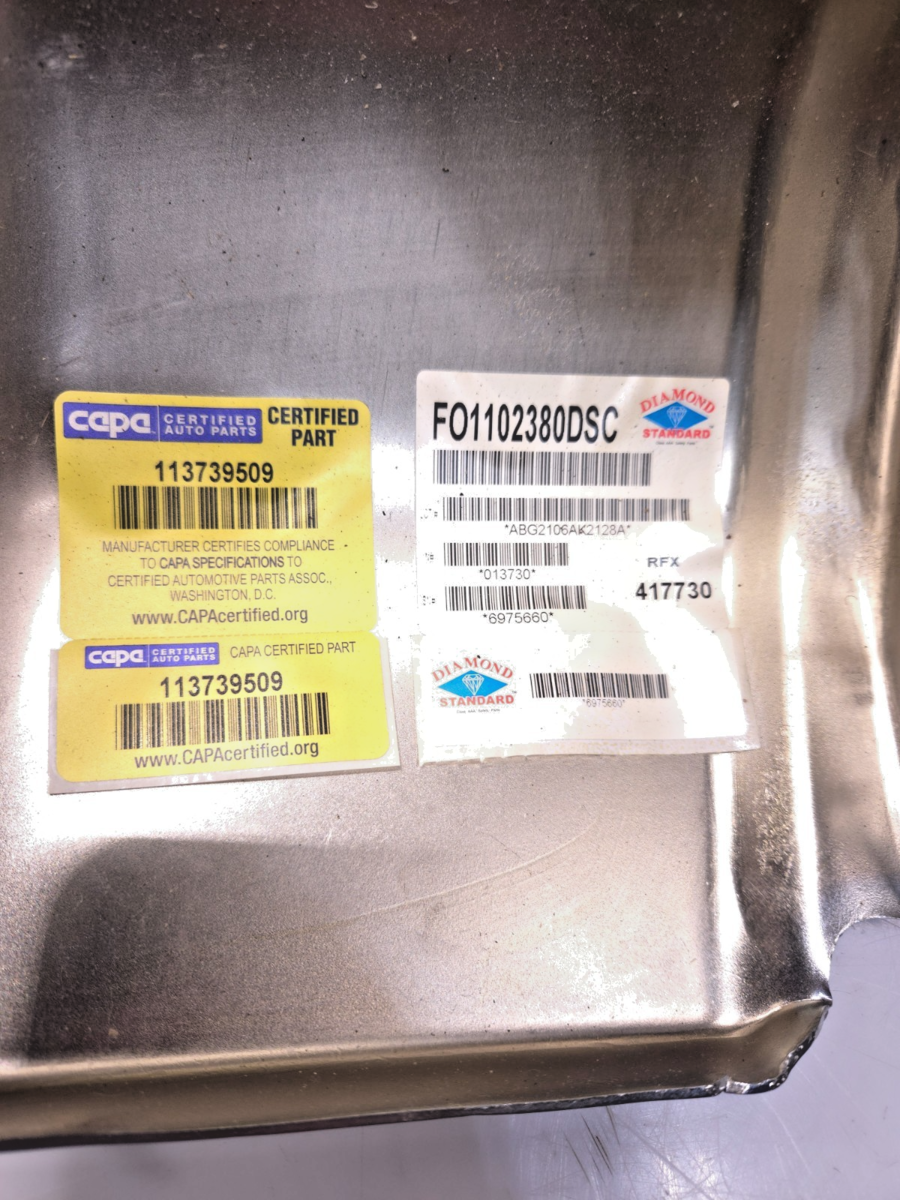 capa CERTIFIED AUTO PARTS CERTIFIED PART
113739509
MANUFACTURER CERTIFIES COMPLIANCE
TO CAPA SPECIFICATIONS TO
CERTIFIED AUTOMOTIVE PARTS ASSOC.,
WASHINGTON, D.C.
www.CAPAcertified.org
capa CERTIFIED AUTO PARTS CAPA CERTIFIED PART
113739509
www.CAPAcertified.org
FO1102380DSC
DIAMOND
STANDARD
*ABG2106AK2128A*
*013730*
RFX
417730
*6975660*
DIAMOND
STANDARD
*6975660*